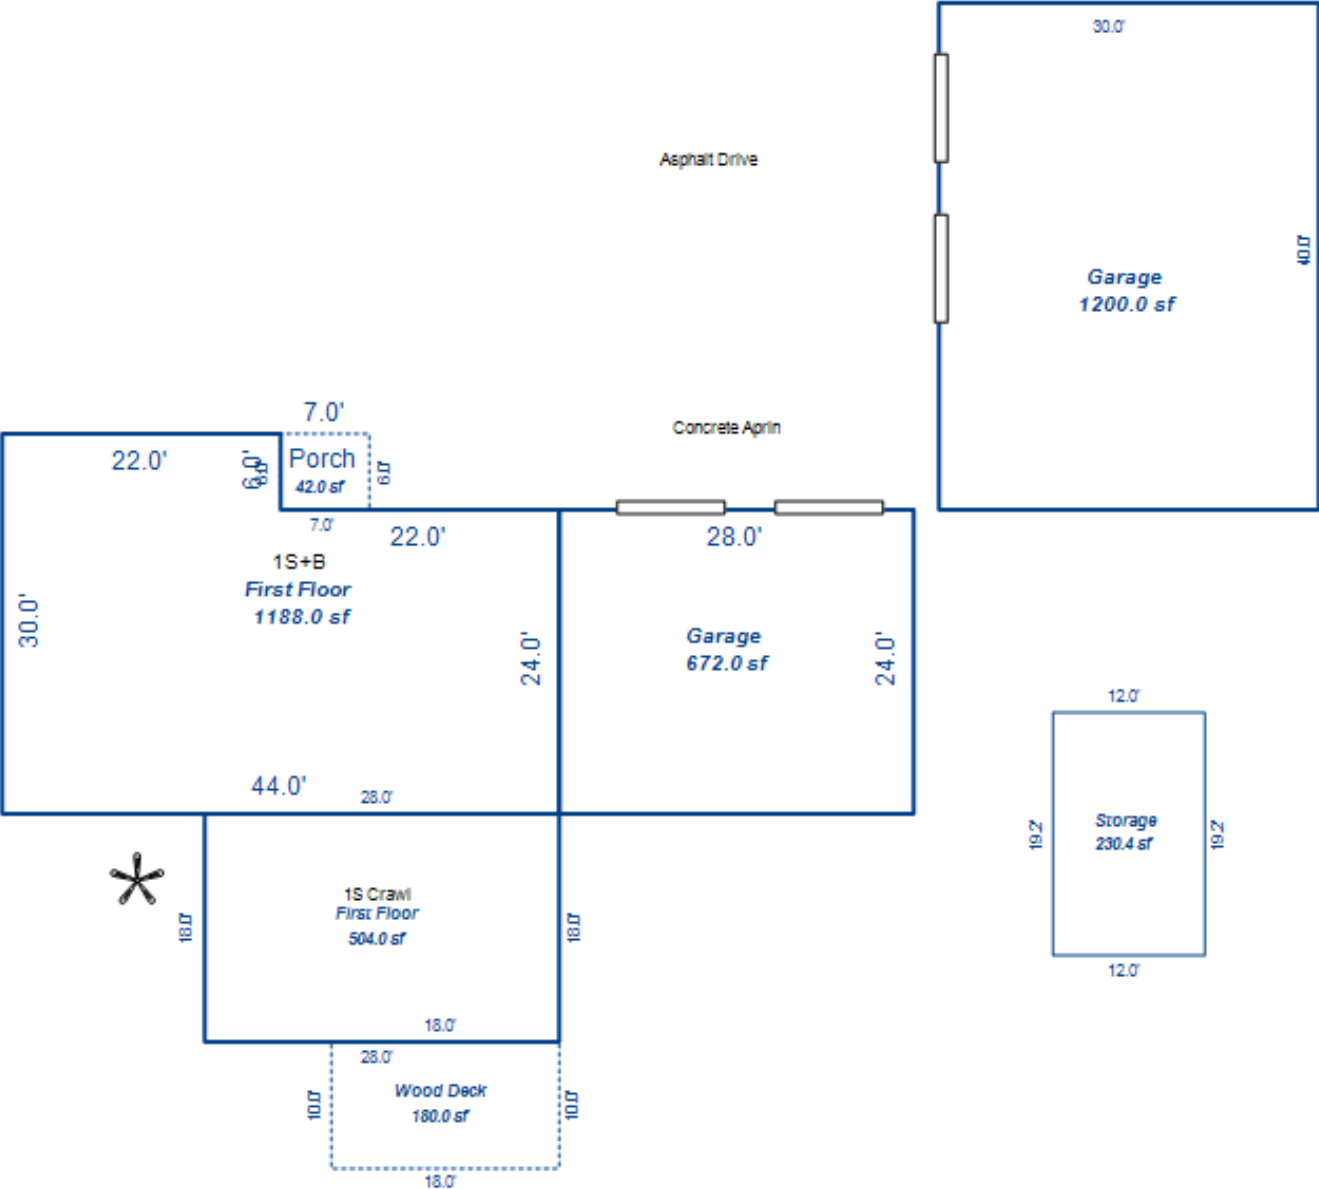 30.0'
Asphalt Drive
40.0'
Garage
1200.0 sf
7.0'
Concrete Aprin
22.0'
6.0'
6.0'
Porch
42.0 sf
6.0'
7.0'
22.0'
28.0'
1S+B
First Floor
1188.0 sf
30.0'
24.0'
Garage
672.0 sf
24.0'
12.0'
44.0'
28.0'
19.2'
Storage
230.4 sf
19.2'
1S Crawl
First Floor
504.0 sf
18.0'
18.0'
12.0'
18.0'
28.0'
Wood Deck
180.0 sf
10.0'
10.0'
18.0'